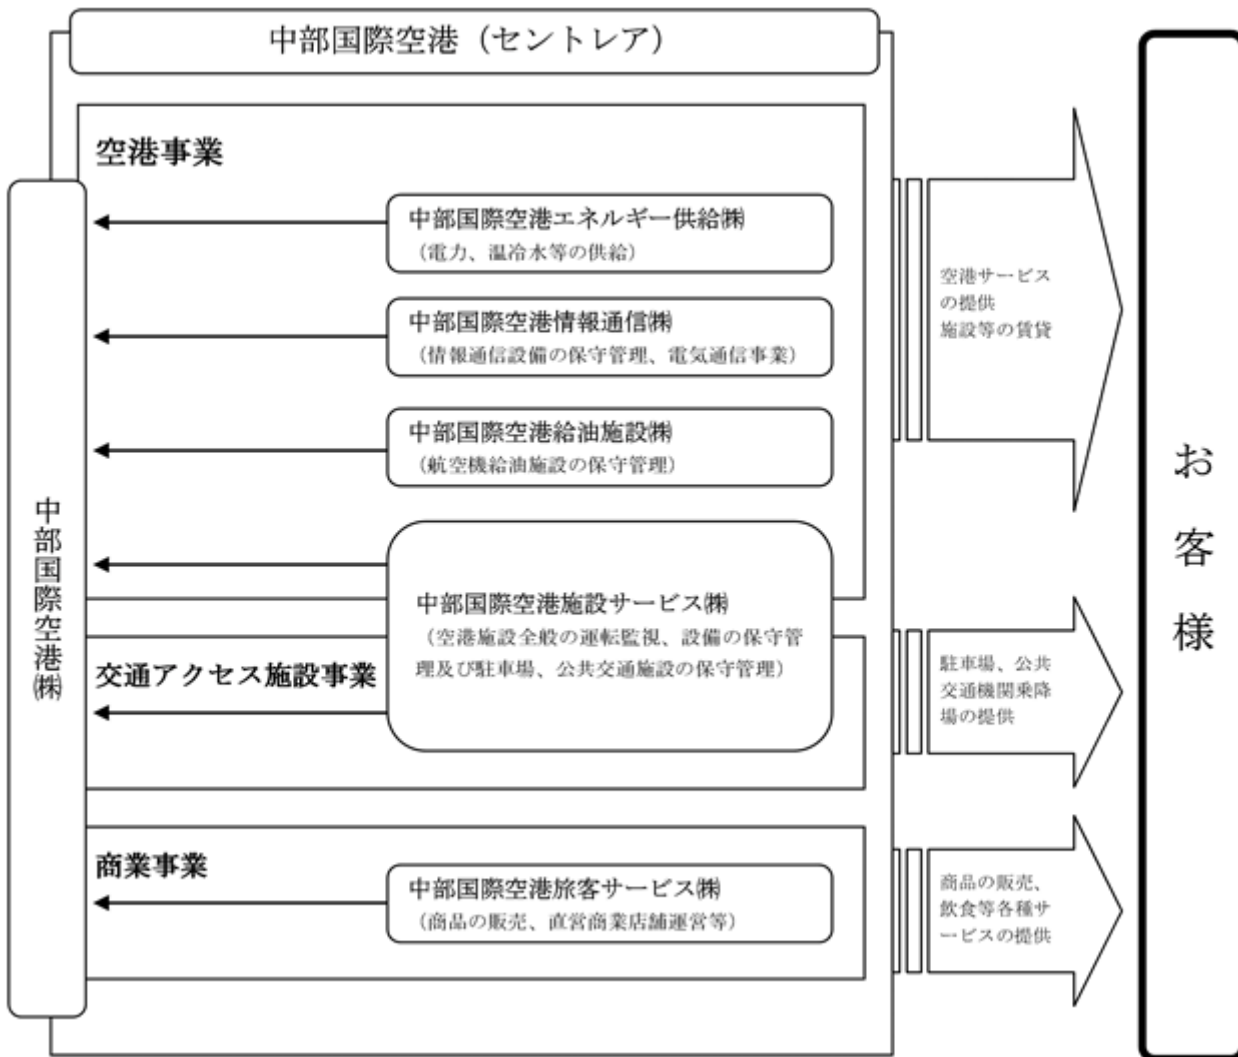 中部国際空港（セントレア）
空港事業
中部国際空港エネルギー供給㈱
（電力、温冷水等の供給）
中部国際空港情報通信㈱
（情報通信設備の保守管理、電気通信事業）
中部国際空港給油施設㈱
（航空機給油施設の保守管理）
中部国際空港施設サービス㈱
（空港施設全般の運転監視、設備の保守管
理及び駐車場、公共交通施設の保守管理）
交通アクセス施設事業
商業事業
中部国際空港旅客サービス㈱
（商品の販売、直営商業店舗運営等）
中部国際空港㈱
空港サービス
の提供
施設等の賃貸
駐車場、公共
交通機関乗降
場の提供
商品の販売、
飲食等各種サ
ービスの提供
お客様